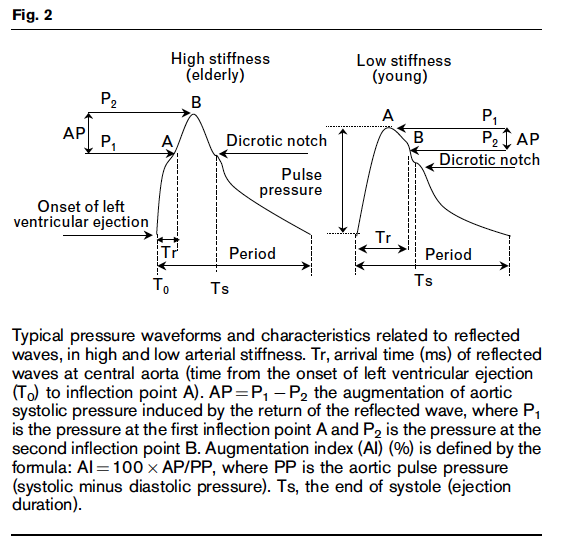 Fig. 2
High stiffness
(elderly)
Low stiffness
(young)
P2
B
AP
P1
A
Dicrotic notch
Pulse
pressure
Onset of left
ventricular ejection
Tr
Period
T0
Ts
A
P1
B
P2
AP
Dicrotic notch
Tr
Period
Ts
Typical pressure waveforms and characteristics related to reflected
waves, in high and low arterial stiffness. Tr, arrival time (ms) of reflected
waves at central aorta (time from the onset of left ventricular ejection
(T0) to inflection point A). AP = P1 − P2 the augmentation of aortic
systolic pressure induced by the return of the reflected wave, where P1
is the pressure at the first inflection point A and P2 is the pressure at the
second inflection point B. Augmentation index (AI) (%) is defined by the
formula: AI = 100 × AP/PP, where PP is the aortic pulse pressure
(systolic minus diastolic pressure). Ts, the end of systole (ejection
duration).